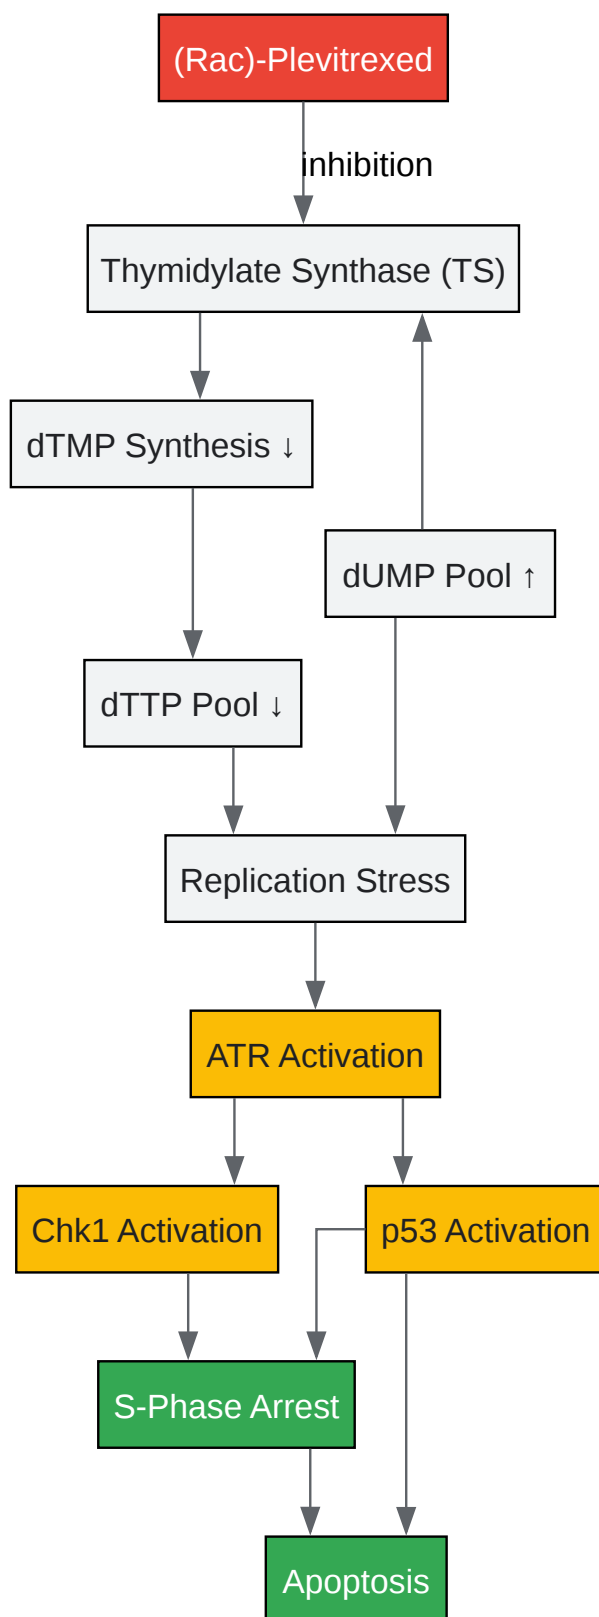 (Rac)-Plevitrexed
inhibition
Thymidylate Synthase (TS)
dTMP Synthesis ↓
dUMP Pool ↑
dTTP Pool ↓
Replication Stress
ATR Activation
Chk1 Activation
p53 Activation
S-Phase Arrest
Apoptosis